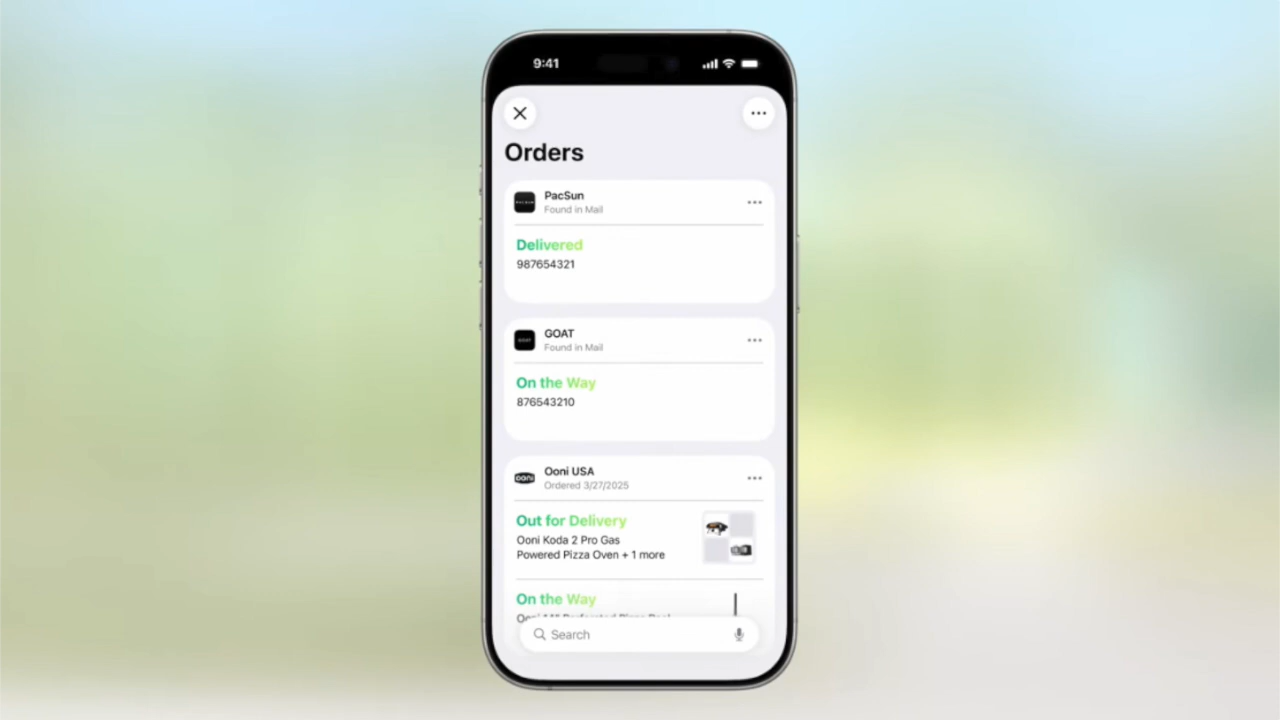 9:41
Orders
PacSun
Found in Mail
Delivered
987654321
GOAT
Found in Mail
On the Way
876543210
ooni
Ooni USA
Ordered 3/27/2025
Out for Delivery
Ooni Koda 2 Pro Gas
Powered Pizza Oven + 1 more
On the Way
Search